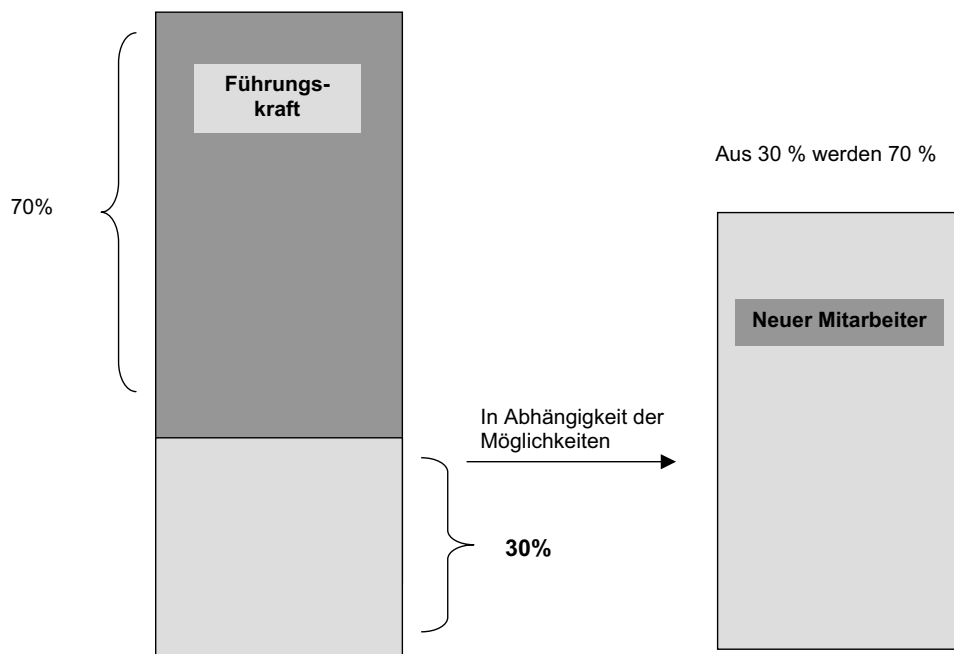 Führungs-
kraft
70%
Aus 30 % werden 70 %
Neuer Mitarbeiter
In Abhängigkeit der
Möglichkeiten
30%